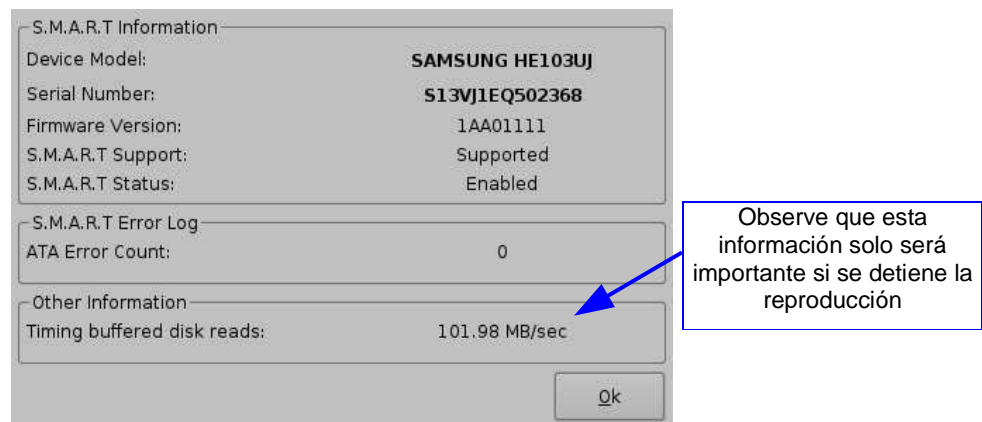 S.M.A.R.T Information
Device Model: SAMSUNG HE103UJ
Serial Number: S13VJ1EQ502368
Firmware Version: 1AA01111
S.M.A.R.T Support: Supported
S.M.A.R.T Status: Enabled
S.M.A.R.T Error Log
ATA Error Count: 0
Other Information
Timing buffered disk reads: 101.98 MB/sec
Ok
Observe que esta
información solo será
importante si se detiene la
reproducción